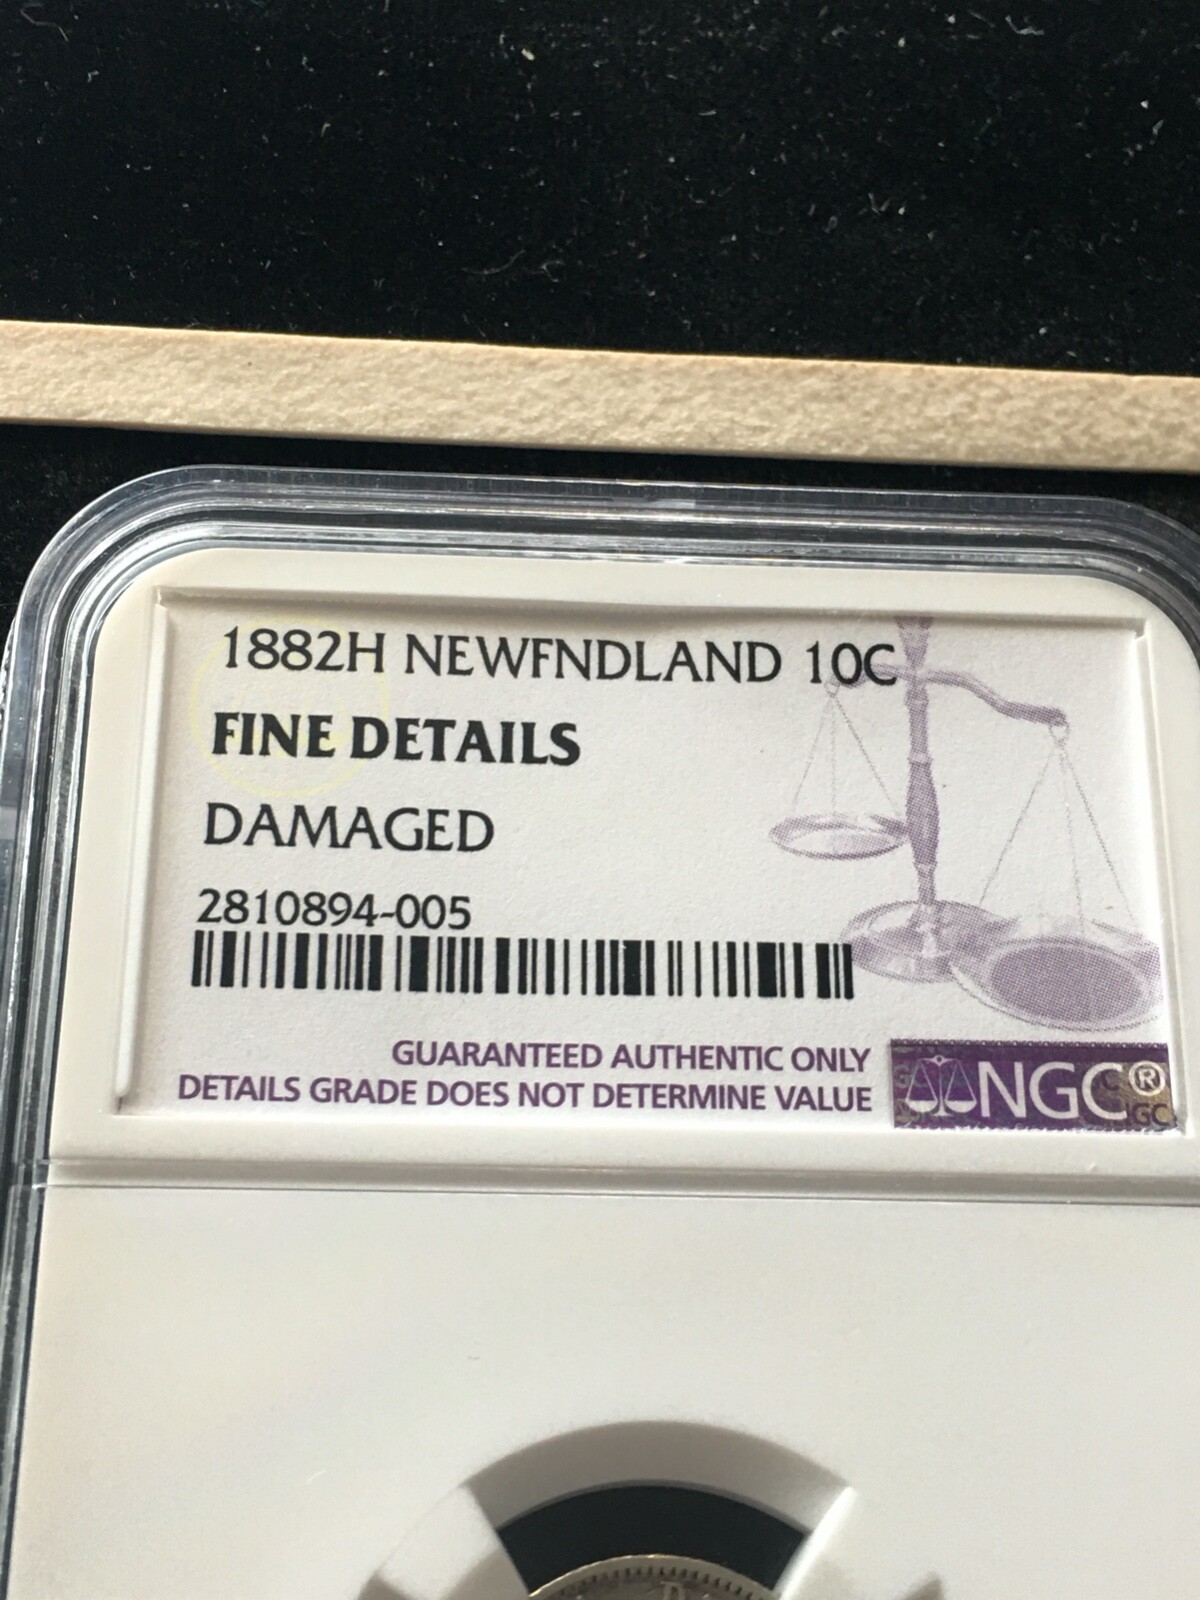 1882H NEWFNDLAND 10C
FINE DETAILS
DAMAGED
2810894-005
GUARANTEED AUTHENTIC ONLY
DETAILS GRADE DOES NOT DETERMINE VALUE
NGC®